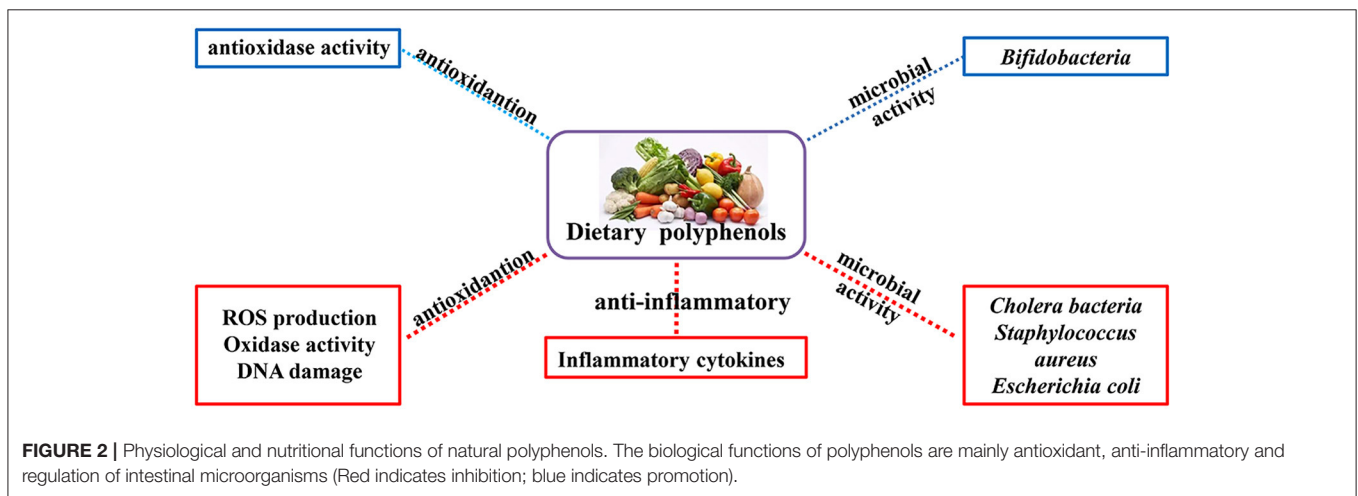 antioxidase activity
antioxidantion
microbial
activity
Bifidobacteria
Dietary polyphenols
antioxidantion
anti-inflammatory
microbial
activity
ROS production
Oxidase activity
DNA damage
Inflammatory cytokines
Cholera bacteria
Staphylococcus
aureus
Escherichia coli
FIGURE 2 | Physiological and nutritional functions of natural polyphenols. The biological functions of polyphenols are mainly antioxidant, anti-inflammatory and
regulation of intestinal microorganisms (Red indicates inhibition; blue indicates promotion).